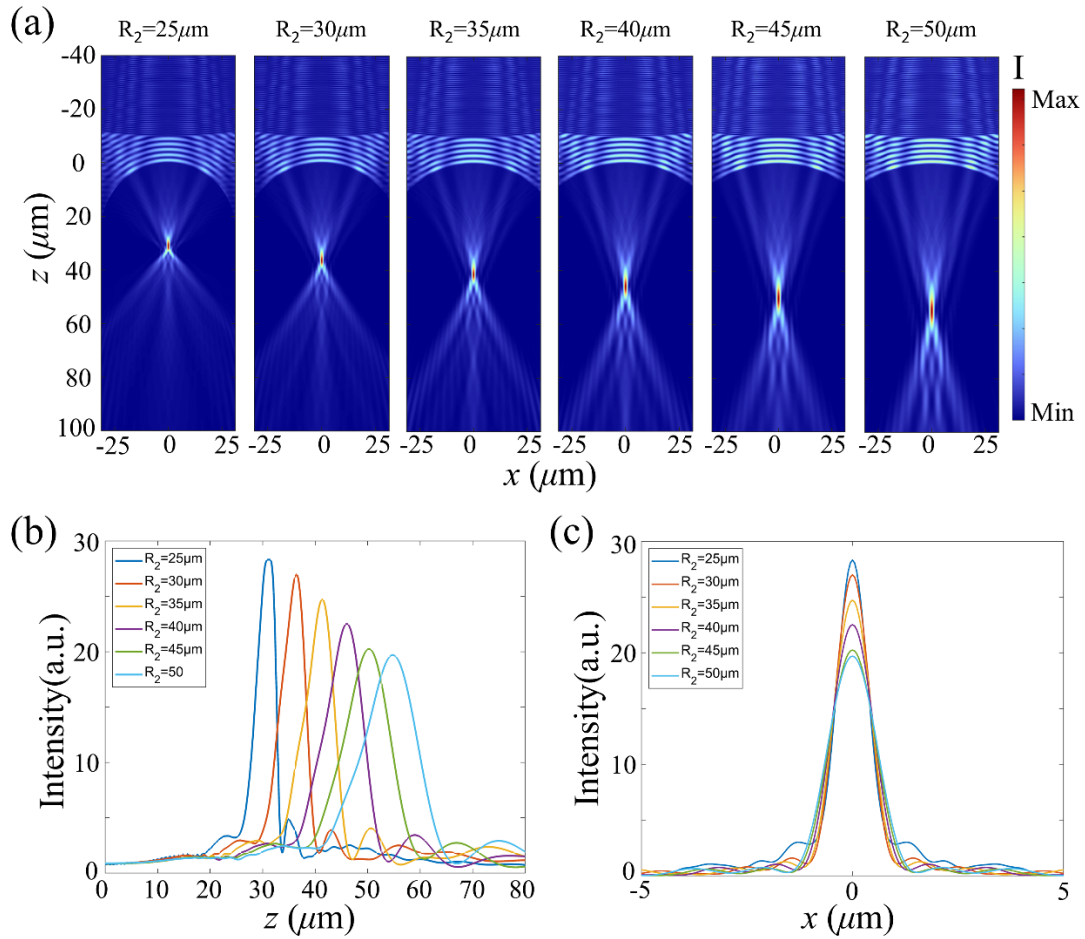 (a)
R₂=25μm R₂=30μm R₂=35μm R₂=40μm R₂=45μm R₂=50μm
I
-40
-20
0
20
40
60
80
100
z (μm)
Max
Min
-25 0 25 -25 0 25 -25 0 25 -25 0 25 -25 0 25 -25 0 25
x (μm)
(b)
30
20
10
0
Intensity(a.u.)
R₂=25μm
R₂=30μm
R₂=35μm
R₂=40μm
R₂=45μm
R₂=50
0 10 20 30 40 50 60 70 80
z (μm)
(c)
30
20
10
0
Intensity(a.u.)
R₂=25μm
R₂=30μm
R₂=35μm
R₂=40μm
R₂=45μm
R₂=50μm
-5 0 5
x (μm)